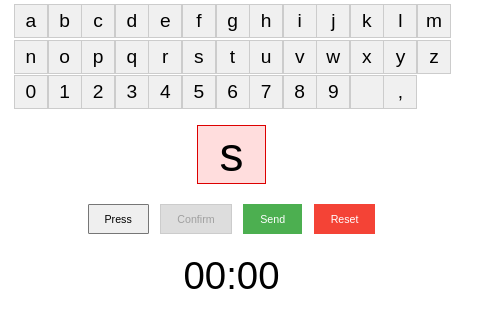 a b c d e f g h i j k l m
n o p q r s t u v w x y z
0 1 2 3 4 5 6 7 8 9 ,
s
Press Confirm Send Reset
00:00